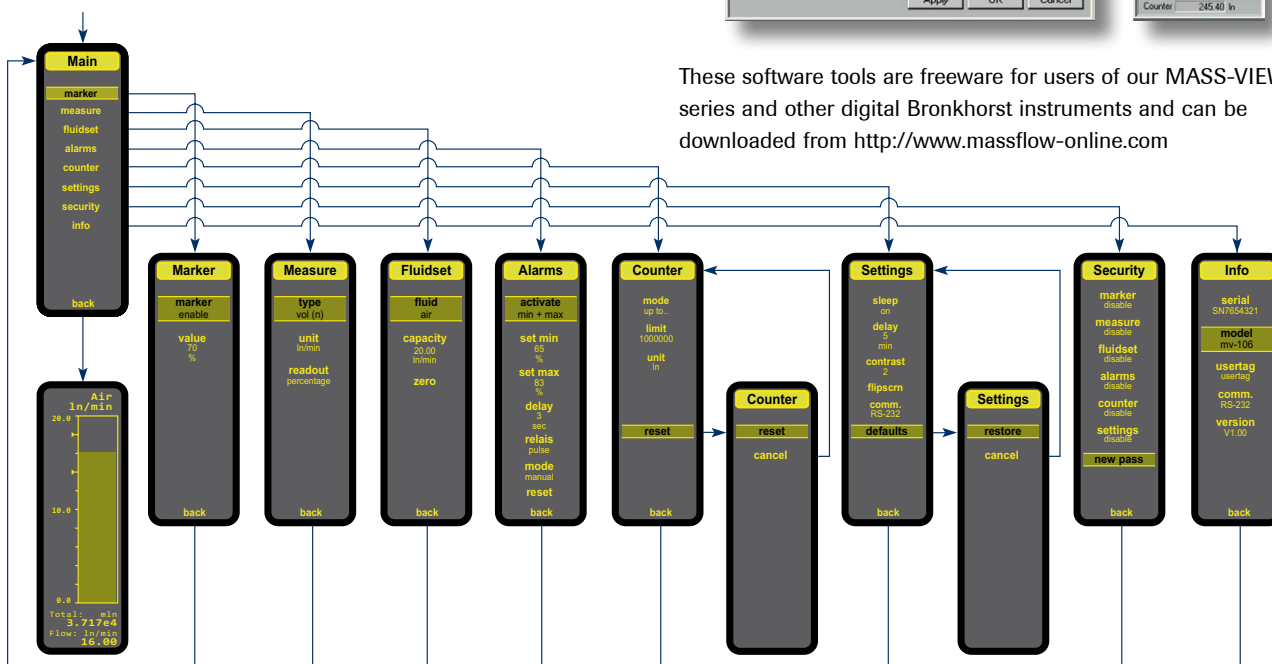 Apply OK Cancel
Counter 245.40 ln
These software tools are freeware for users of our MASS-VIEW
series and other digital Bronkhorst instruments and can be
downloaded from http://www.massflow-online.com
Main
marker
measure
fluidset
alarms
counter
settings
security
info
back
Marker
marker
enable
value
70
%
back
Measure
type
vol (n)
unit
ln/min
readout
percentage
back
Fluidset
fluid
air
capacity
20.00
ln/min
zero
back
Alarms
activate
min + max
set min
65
%
set max
83
%
delay
3
sec
relais
pulse
mode
manual
reset
back
Counter
mode
up to..
limit
1000000
unit
ln
reset
back
Counter
reset
cancel
Settings
sleep
on
delay
5
min
contrast
2
flipscrn
comm.
RS-232
defaults
back
Settings
restore
cancel
Security
marker
disable
measure
disable
fluidset
disable
alarms
disable
counter
disable
settings
disable
new pass
back
Info
serial
SN7654321
model
mv-106
usertag
usertag
comm.
RS-232
version
V1.00
back
Air
ln/min
20.0
10.0
0.0
Total: mln
3.717e4
Flow: ln/min
16.00